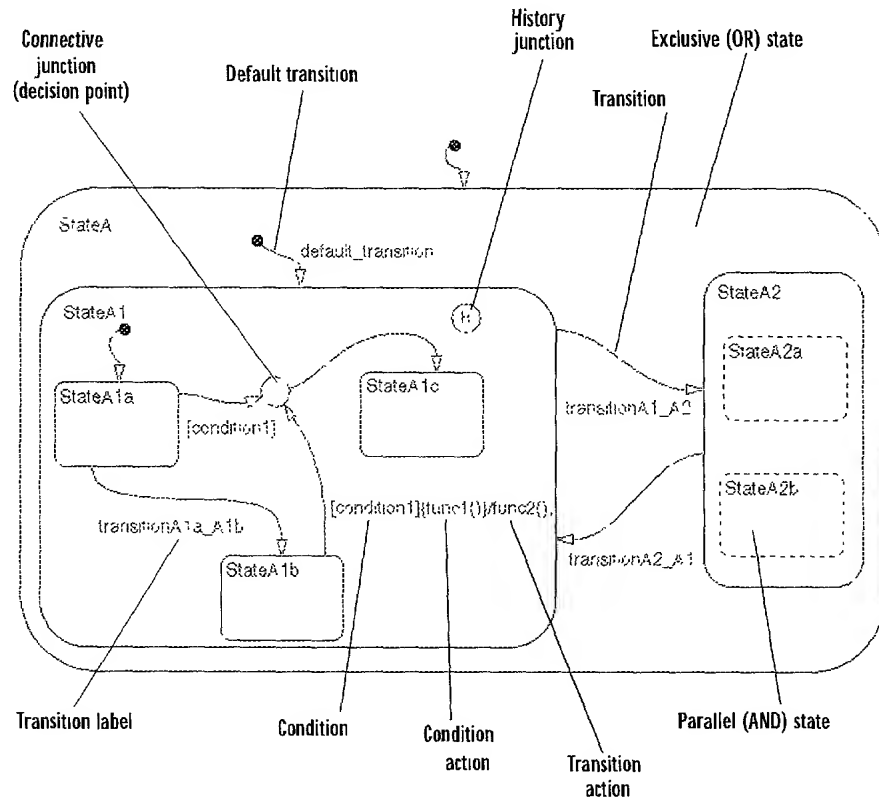 Connective
junction
(decision point)
Default transition
History
junction
Exclusive (OR) state
Transition
StateA
default_transition
StateA1
H
StateA2
StateA2a
StateA1a
StateA1c
[condition1]
transitionA1_A2
StateA2b
transitionA1a_A1b
[condition1]{func1()}/func2(),
transitionA2_A1
StateA1b
Transition label
Condition
Condition
action
Transition
action
Parallel (AND) state